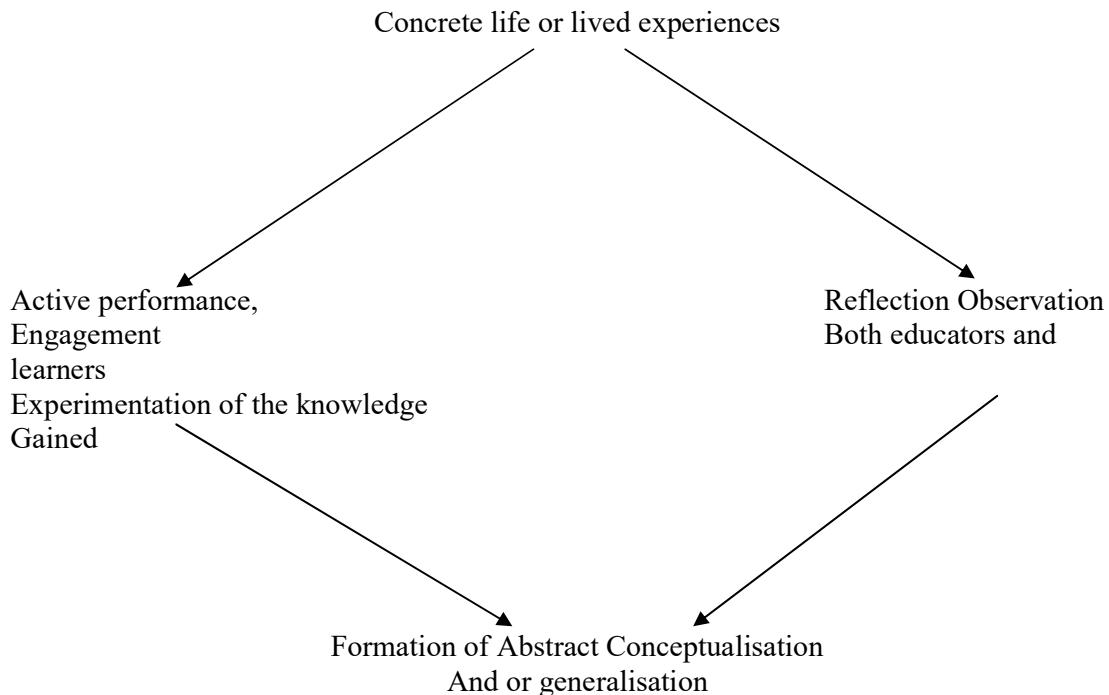 Concrete life or lived experiences
Active performance,
Engagement
learners
Experimentation of the knowledge
Gained
Reflection Observation
Both educators and
Formation of Abstract Conceptualisation
And or generalisation